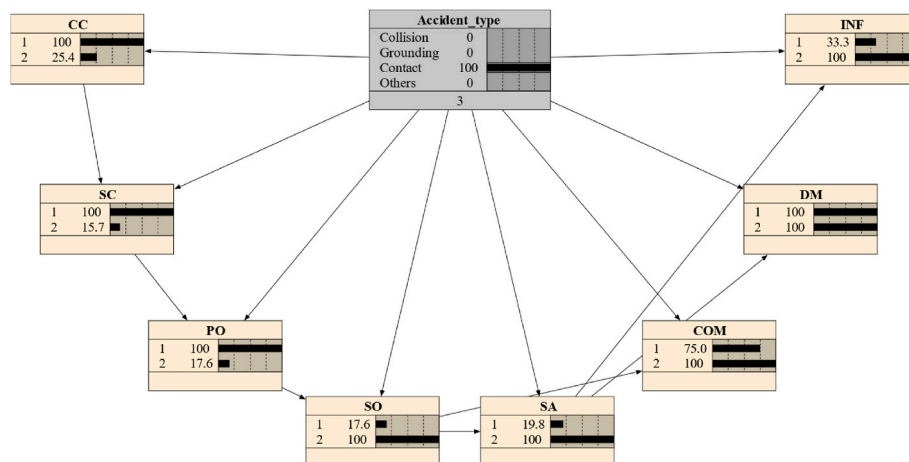 CC
1 100
2 25.4
Accident_type
Collision 0
Grounding 0
Contact 100
Others 0
3
INF
1 33.3
2 100
SC
1 100
2 15.7
DM
1 100
2 100
PO
1 100
2 17.6
COM
1 75.0
2 100
SO
1 17.6
2 100
SA
1 19.8
2 100